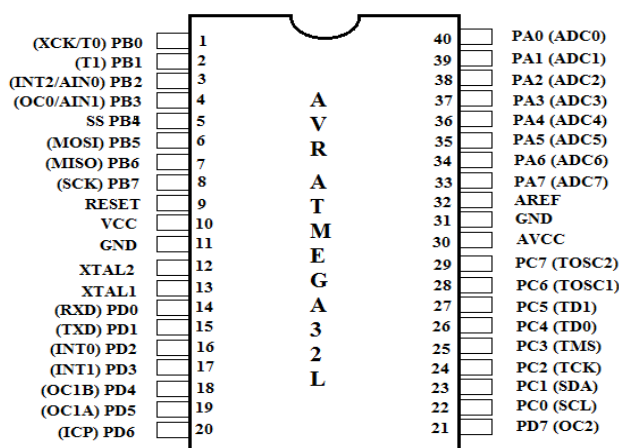 (XCK/T0) PB0 1
(T1) PB1 2
(INT2/AIN0) PB2 3
(OC0/AIN1) PB3 4
SS PB4 5
(MOSI) PB5 6
(MISO) PB6 7
(SCK) PB7 8
RESET 9
VCC 10
GND 11
XTAL2 12
XTAL1 13
(RXD) PD0 14
(TXD) PD1 15
(INT0) PD2 16
(INT1) PD3 17
(OC1B) PD4 18
(OC1A) PD5 19
(ICP) PD6 20
AVR ATMEGA32L
40 PA0 (ADC0)
39 PA1 (ADC1)
38 PA2 (ADC2)
37 PA3 (ADC3)
36 PA4 (ADC4)
35 PA5 (ADC5)
34 PA6 (ADC6)
33 PA7 (ADC7)
32 AREF
31 GND
30 AVCC
29 PC7 (TOSC2)
28 PC6 (TOSC1)
27 PC5 (TD1)
26 PC4 (TD0)
25 PC3 (TMS)
24 PC2 (TCK)
23 PC1 (SDA)
22 PC0 (SCL)
21 PD7 (OC2)